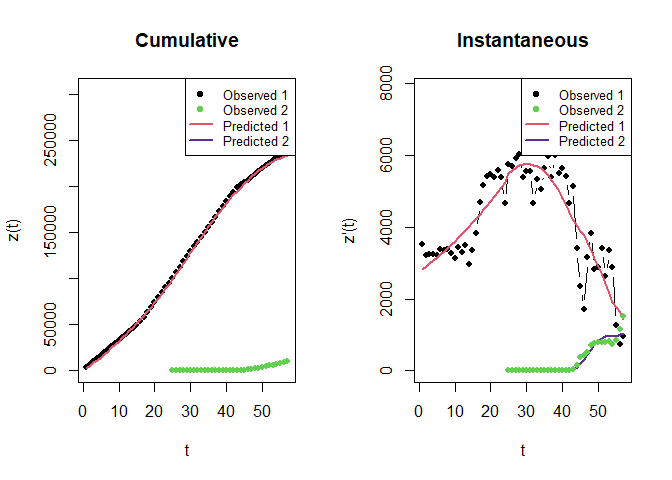 Cumulative
Observed 1
Observed 2
Predicted 1
Predicted 2
z(t)
0
50000
150000
250000
0
10
20
30
40
50
t
Instantaneous
Observed 1
Observed 2
Predicted 1
Predicted 2
z'(t)
0
2000
4000
6000
8000
0
10
20
30
40
50
t